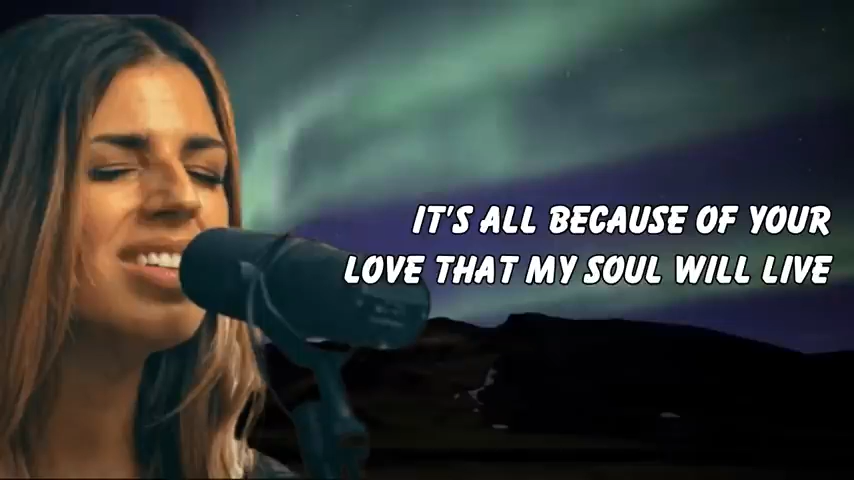 IT'S ALL BECAUSE OF YOUR
LOVE THAT MY SOUL WILL LIVE